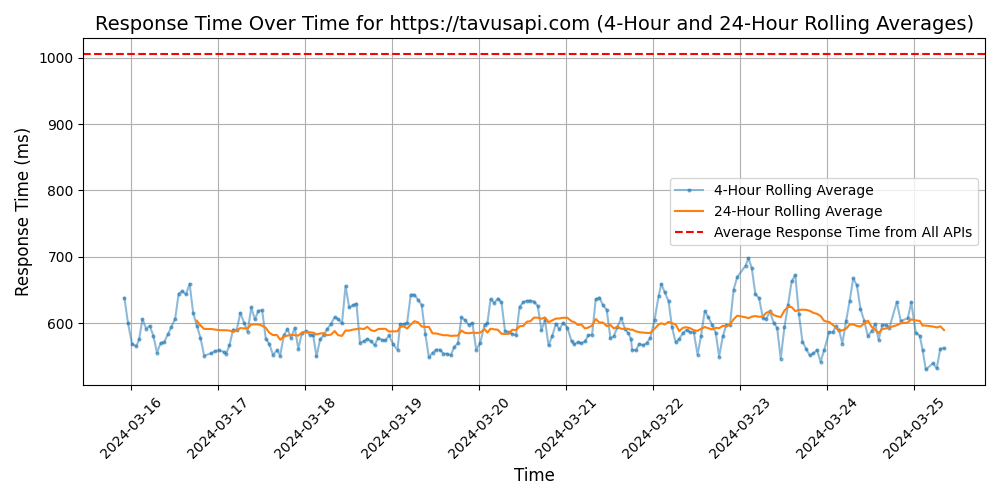 Response Time Over Time for https://tavusapi.com (4-Hour and 24-Hour Rolling Averages)
Response Time (ms)
1000
900
800
700
600
4-Hour Rolling Average
24-Hour Rolling Average
Average Response Time from All APIs
2024-03-16
2024-03-17
2024-03-18
2024-03-19
2024-03-20
2024-03-21
2024-03-22
2024-03-23
2024-03-24
2024-03-25
Time